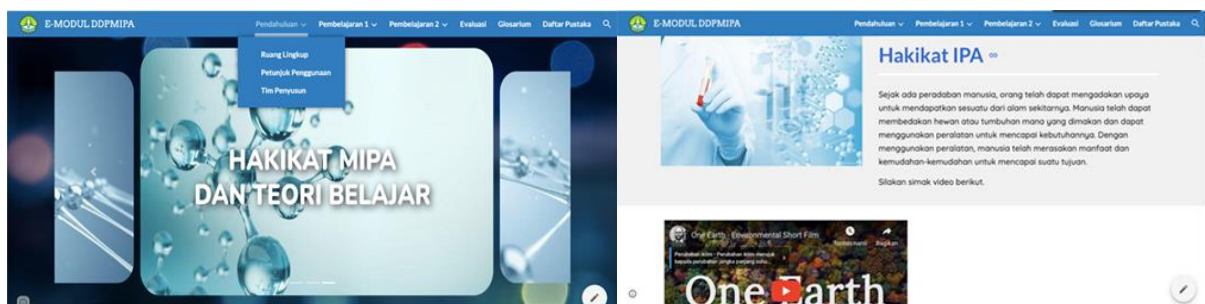 E-MODUL DDPMIPA
Pendahuluan Pembelajaran 1 Pembelajaran 2 Evaluasi Glosarium Daftar Pustaka
Ruang Lingkup
Petunjuk Penggunaan
Tim Penyusun
HAKIKAT MIPA
DAN TEORI BELAJAR
E-MODUL DDPMIPA
Pendahuluan Pembelajaran 1 Pembelajaran 2 Evaluasi Glosarium Daftar Pustaka
Hakikat IPA
Sejak ada peradaban manusia, orang telah dapat mengadakan upaya
untuk mendapatkan sesuatu dari alam sekitarnya. Manusia telah dapat
membedakan hewan atau tumbuhan mana yang dimakan dan dapat
menggunakan peralatan untuk mencapai kebutuhannya. Dengan
menggunakan peralatan, manusia telah merasakan manfaat dan
kemudahan-kemudahan untuk mencapai suatu tujuan.
Silakan simak video berikut.
One Earth - Environmental Short Film
Bagikan
One Earth